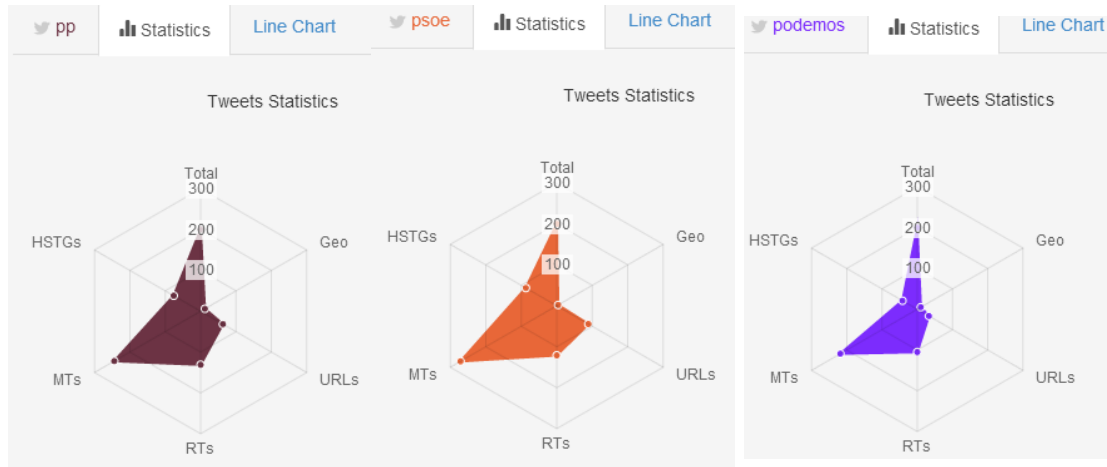 pp Statistics Line Chart
Tweets Statistics
Total
300
200
100
HSTGs
Geo
MTs
URLs
RTs
psoe Statistics Line Chart
Tweets Statistics
Total
300
200
100
HSTGs
Geo
MTs
URLs
RTs
podemos Statistics Line Chart
Tweets Statistics
Total
300
200
100
HSTGs
Geo
MTs
URLs
RTs